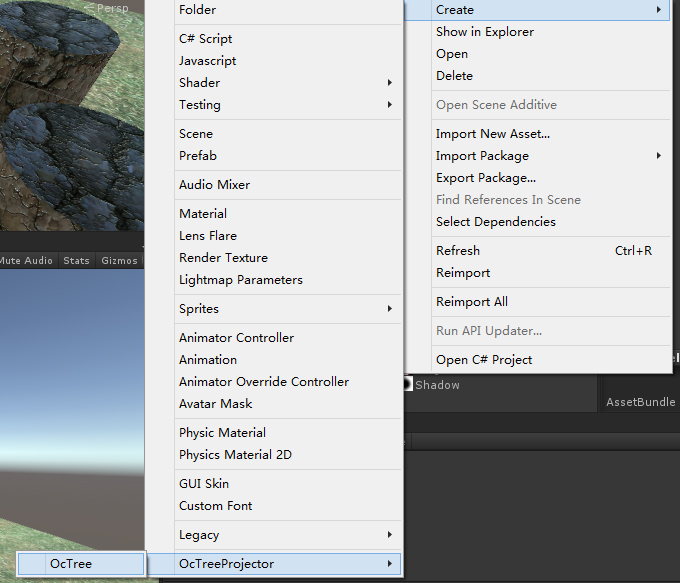 Persp
Mute Audio
Stats
Gizmos
Folder
C# Script
Javascript
Shader
Testing
Scene
Prefab
Audio Mixer
Material
Lens Flare
Render Texture
Lightmap Parameters
Sprites
Animator Controller
Animation
Animator Override Controller
Avatar Mask
Physic Material
Physics Material 2D
GUI Skin
Custom Font
Legacy
OcTreeProjector
OcTree
Create
Show in Explorer
Open
Delete
Open Scene Additive
Import New Asset...
Import Package
Export Package...
Find References In Scene
Select Dependencies
Refresh Ctrl+R
Reimport
Reimport All
Run API Updater...
Open C# Project
Shadow
AssetBundle